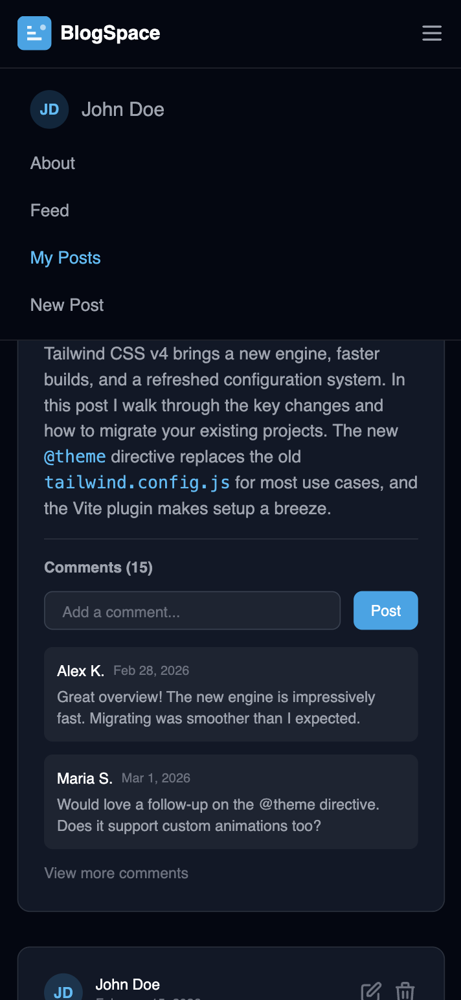 BlogSpace
JD John Doe
About
Feed
My Posts
New Post
Tailwind CSS v4 brings a new engine, faster
builds, and a refreshed configuration system. In
this post I walk through the key changes and
how to migrate your existing projects. The new
@theme directive replaces the old
tailwind.config.js for most use cases, and
the Vite plugin makes setup a breeze.
Comments (15)
Add a comment...
Post
Alex K. Feb 28, 2026
Great overview! The new engine is impressively
fast. Migrating was smoother than I expected.
Maria S. Mar 1, 2026
Would love a follow-up on the @theme directive.
Does it support custom animations too?
View more comments
JD John Doe